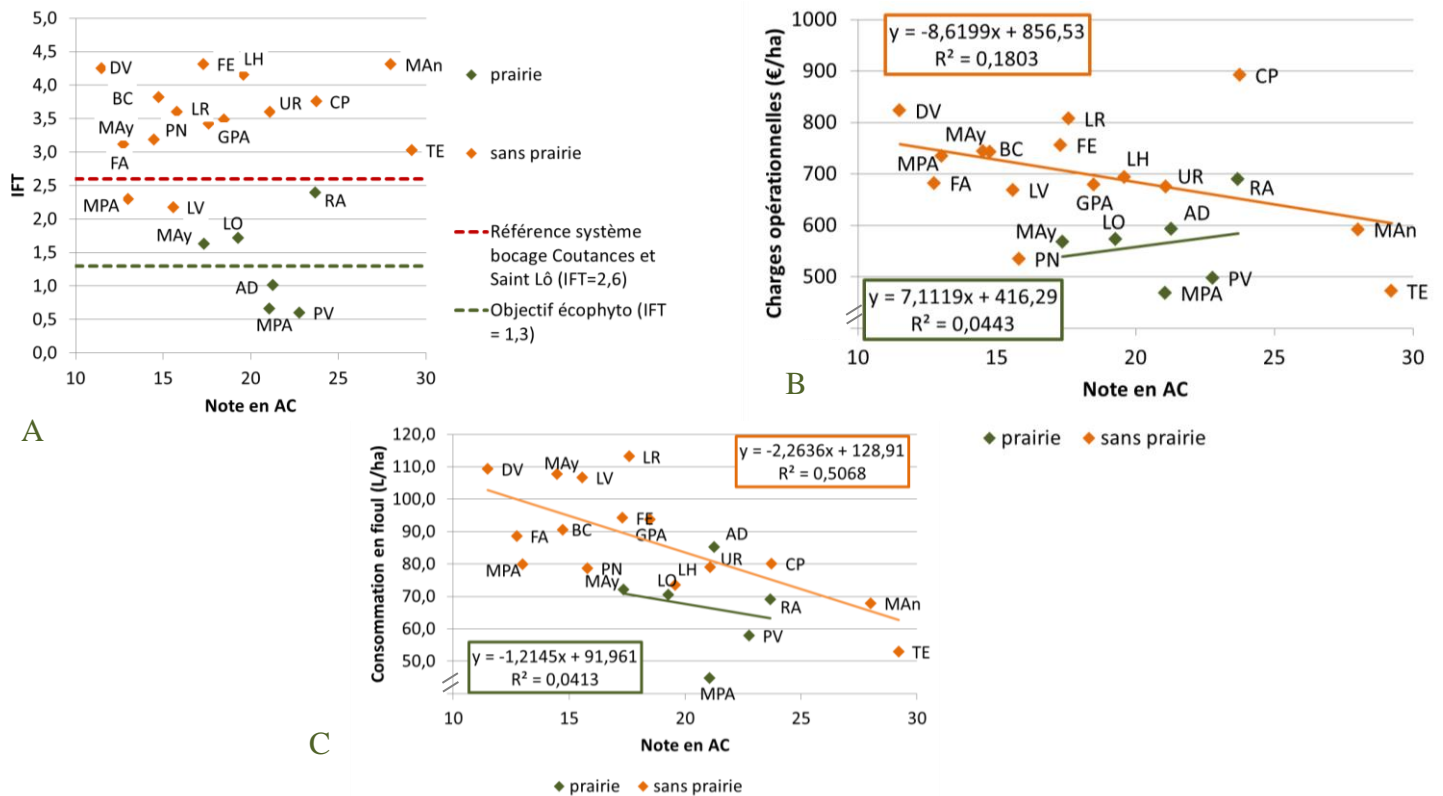 5,0
4,5
4,0
3,5
3,0
2,5
2,0
1,5
1,0
0,5
0,0
IFT
DV
FE
LH
MAn
BC
LR
UR
CP
MAy
PN
GPA
FA
TE
MPA
LV
RA
MAy
LO
AD
MPA
PV
10 15 20 25 30
Note en AC
prairie
sans prairie
Référence système
bocage Coutances et
Saint Lô (IFT=2,6)
Objectif écophyto (IFT
= 1,3)
A
1000
900
800
700
600
500
Charges opérationnelles (€/ha)
y = -8,6199x + 856,53
R² = 0,1803
CP
DV
LR
MAy
BC
FE
MPA
LH
FA
LV
GPA
UR
RA
MAy
LO
AD
MAn
PN
PV
MPA
TE
y = 7,1119x + 416,29
R² = 0,0443
10 15 20 25 30
Note en AC
B
prairie sans prairie
120,0
110,0
100,0
90,0
80,0
70,0
60,0
50,0
Consommation en fioul (L/ha)
y = -2,2636x + 128,91
R² = 0,5068
DV
MAy
LV
LR
FA
BC
FE
GPA
AD
MPA
PN
MAy
LO
LH
UR
CP
RA
MAn
PV
TE
MPA
y = -1,2145x + 91,961
R² = 0,0413
10 15 20 25 30
Note en AC
C
prairie sans prairie